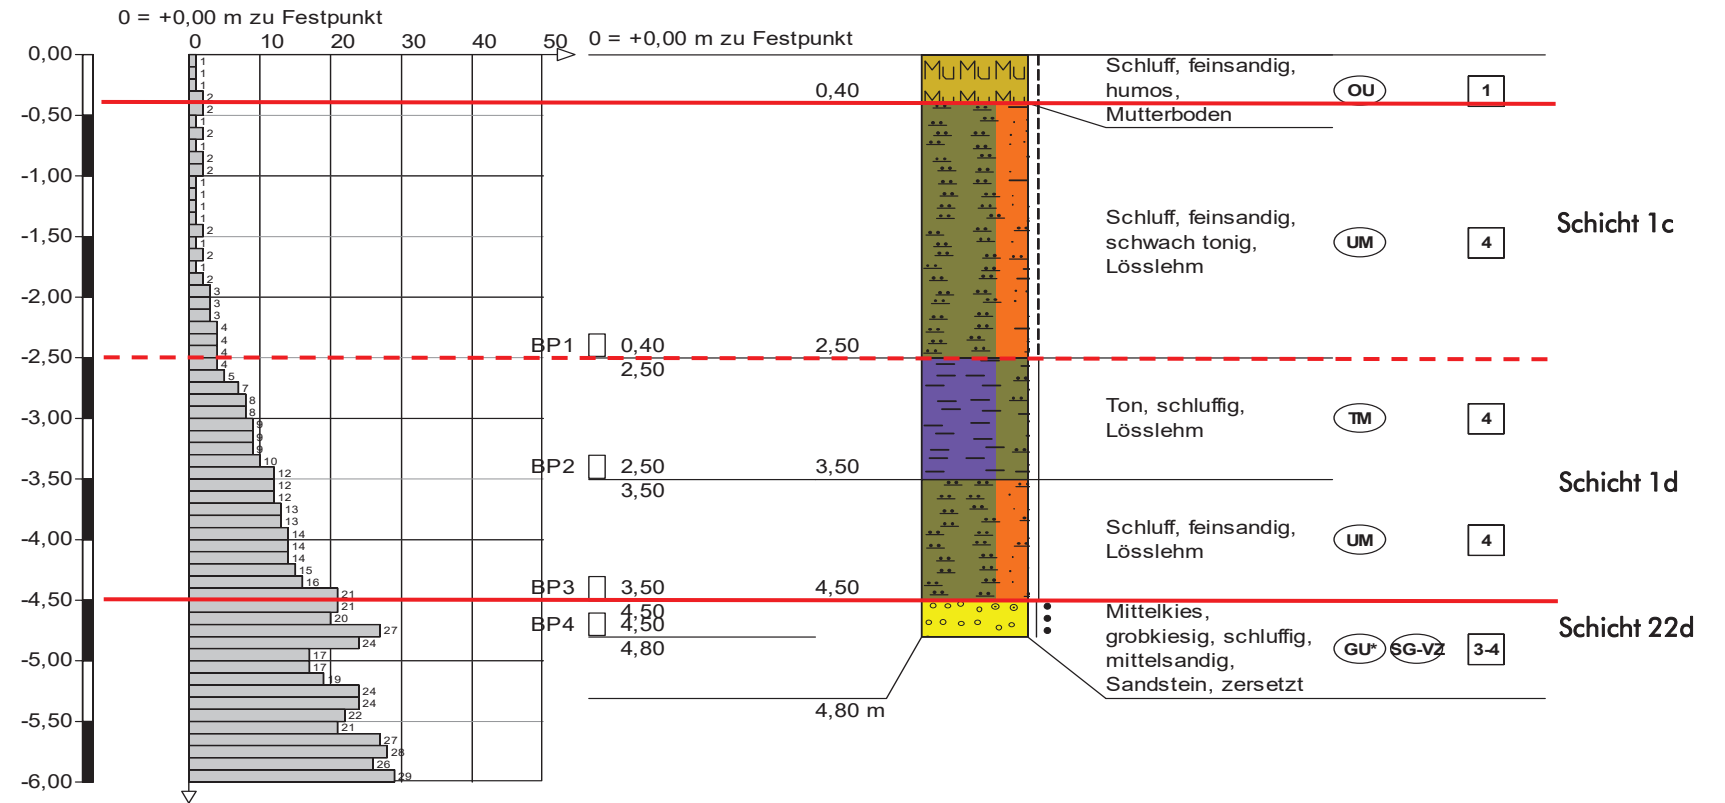 0 = +0,00 m zu Festpunkt
0 10 20 30 40 50
0,00
-0,50
-1,00
-1,50
-2,00
-2,50
-3,00
-3,50
-4,00
-4,50
-5,00
-5,50
-6,00
1
1
1
2
2
1
2
1
2
2
1
1
1
1
2
1
2
1
2
3
3
3
4
4
4
4
5
7
8
8
9
9
9
10
12
12
12
13
13
14
14
14
15
16
21
21
20
27
24
17
17
19
24
24
22
21
27
28
26
29
0 = +0,00 m zu Festpunkt
Mu Mu Mu
0,40
Schluff, feinsandig,
humos,
Mutterboden
OU
1
Schluff, feinsandig,
schwach tonig,
Lösslehm
UM
4
Schicht 1c
BP1 0,40 2,50
2,50
Ton, schluffig,
Lösslehm
TM
4
BP2 2,50 3,50
3,50
Schicht 1d
Schluff, feinsandig,
Lösslehm
UM
4
BP3 3,50 4,50
4,50
BP4 4,50
4,80
Mittelkies,
grobkiesig, schluffig,
mittelsandig,
Sandstein, zersetzt
GU* SG-VZ 3-4
Schicht 22d
4,80 m